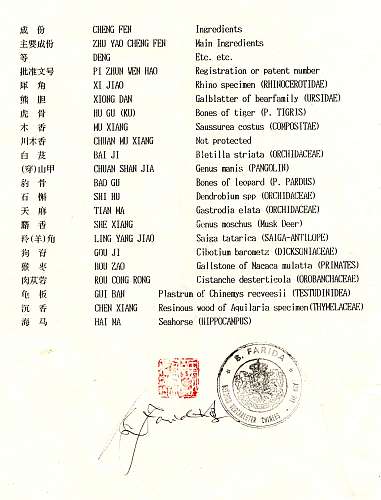 成 份 CHENG FEN Ingredients
主要成份 ZHU YAO CHENG FEN Main Ingredients
等 DENG Etc. etc.
批准文号 PI ZHUN WEN HAO Registration or patent number
犀 角 XI JIAO Rhino specimen (RHINOCEROTIDAE)
熊 胆 XIONG DAN Galblatter of bearfamily (URSIDAE)
虎 骨 HU GU (KU) Bones of tiger (P. TIGRIS)
木 香 MU XIANG Saussurea costus (COMPOSITAE)
川木香 CHUAN MU XIANG Not protected
白 芨 BAI JI Bletilla striata (ORCHIDACEAE)
(穿)山甲 CHUAN SHAN JIA Genus manis (PANGOLIN)
豹 骨 BAO GU Bones of leopard (P. PARDUS)
石 斛 SHI HU Dendrobium spp (ORCHIDACEAE)
天 麻 TIAN MA Gastrodia elata (ORCHIDACEAE)
麝 香 SHE XIANG Genus moschus (Musk Deer)
羚(羊)角 LING YANG JIAO Saiga tatarica (SAIGA-ANTILOPE)
狗 脊 GOU JI Cibotium barometz (DICKSONIACEAE)
猴 枣 HOU ZAO Gallstone of Macaca mulatta (PRINATES)
肉苁蓉 ROU CONG RONG Cistanche deserticola (OROBANCHACEAE)
龟 板 GUI BAN Plastrum of Chinemys reeveesii (TESTUDINIDEA)
沉 香 CHEN XIANG Resinous wood of Aquilaria specimen(THYMELACEAE)
海 马 HAI MA Seahorse (HIPPOCAMPUS)
B. FARIDA